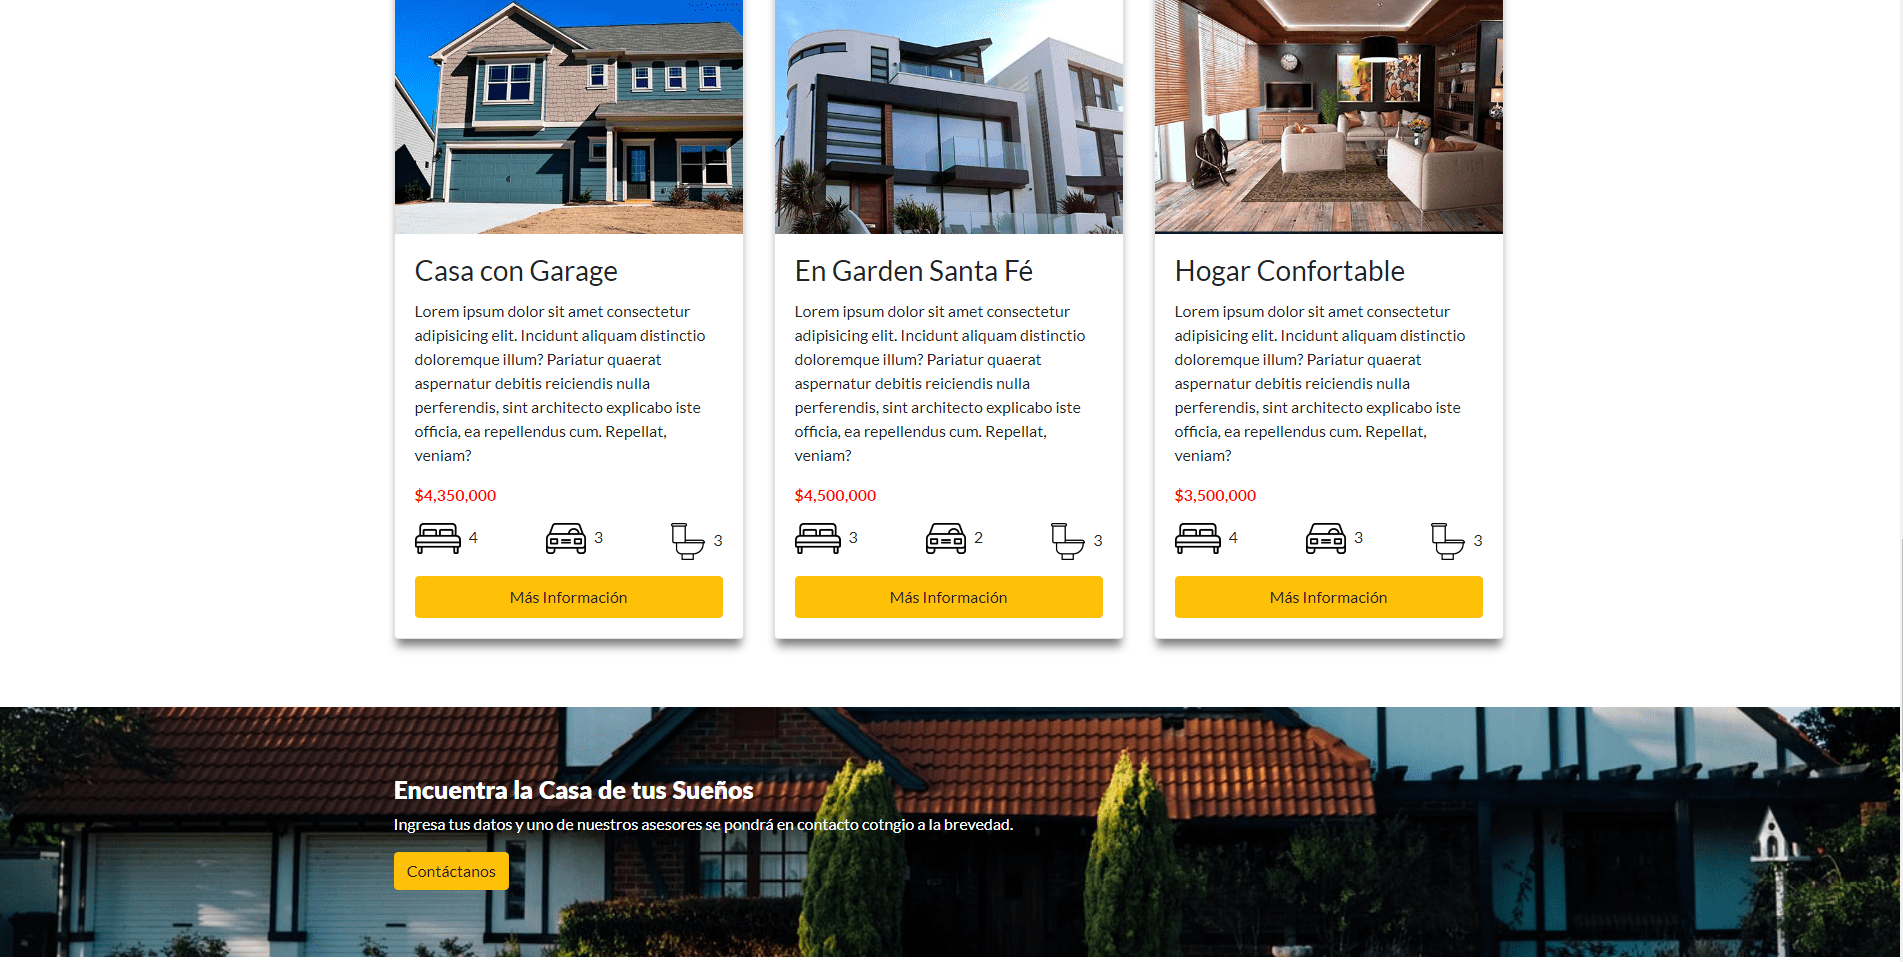 Casa con Garage
Lorem ipsum dolor sit amet consectetur
adipisicing elit. Incidunt aliquam distinctio
doloremque illum? Pariatur quaerat
aspernatur debitis reiciendis nulla
perferendis, sint architecto explicabo iste
officia, ea repellendus cum. Repellat,
veniam?
$4,350,000
4 3 3
Más Información
En Garden Santa Fé
Lorem ipsum dolor sit amet consectetur
adipisicing elit. Incidunt aliquam distinctio
doloremque illum? Pariatur quaerat
aspernatur debitis reiciendis nulla
perferendis, sint architecto explicabo iste
officia, ea repellendus cum. Repellat,
veniam?
$4,500,000
3 2 3
Más Información
Hogar Confortable
Lorem ipsum dolor sit amet consectetur
adipisicing elit. Incidunt aliquam distinctio
doloremque illum? Pariatur quaerat
aspernatur debitis reiciendis nulla
perferendis, sint architecto explicabo iste
officia, ea repellendus cum. Repellat,
veniam?
$3,500,000
4 3 3
Más Información
Encuentra la Casa de tus Sueños
Ingresa tus datos y uno de nuestros asesores se pondrá en contacto cotngio a la brevedad.
Contáctanos